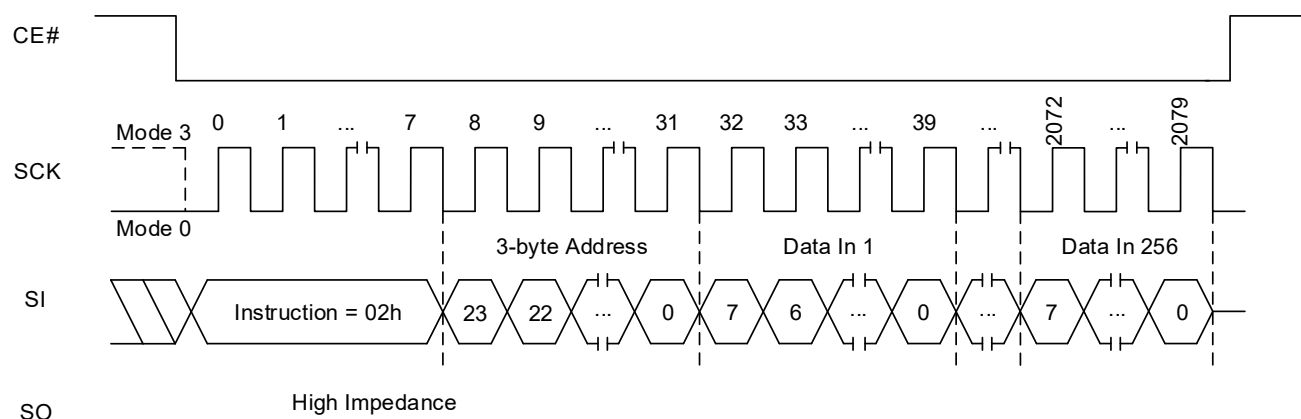 CE#
Mode 3 0 1 ... 7 8 9 ... 31 32 33 ... 39 ... 2072 ... 2079
SCK
Mode 0
3-byte Address Data In 1 Data In 256
SI Instruction = 02h 23 22 ... 0 7 6 ... 0 ... 7 ... 0
SO High Impedance